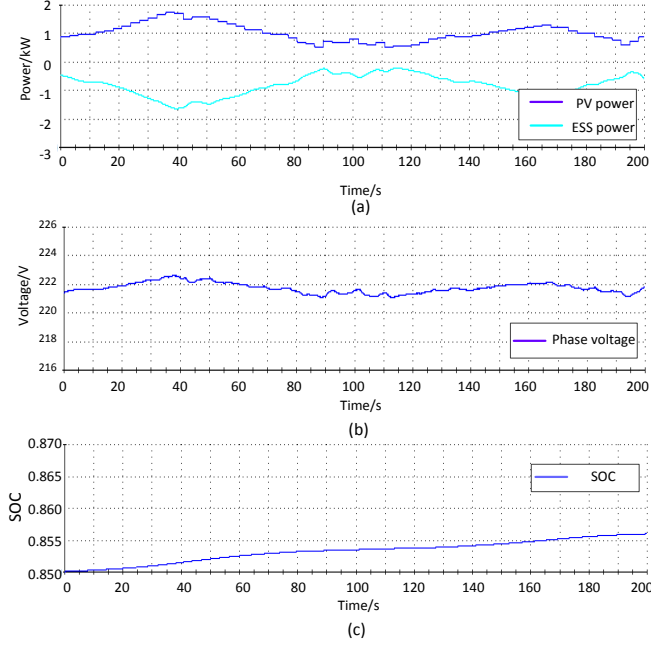 2
1
0
-1
-2
-3
Power/kW
PV power
ESS power
0 20 40 60 80 100 120 140 160 180 200
Time/s
(a)
226
224
222
220
218
216
Voltage/V
Phase voltage
0 20 40 60 80 100 120 140 160 180 200
Time/s
(b)
0.870
0.865
0.860
0.855
0.850
SOC
SOC
0 20 40 60 80 100 120 140 160 180 200
Time/s
(c)